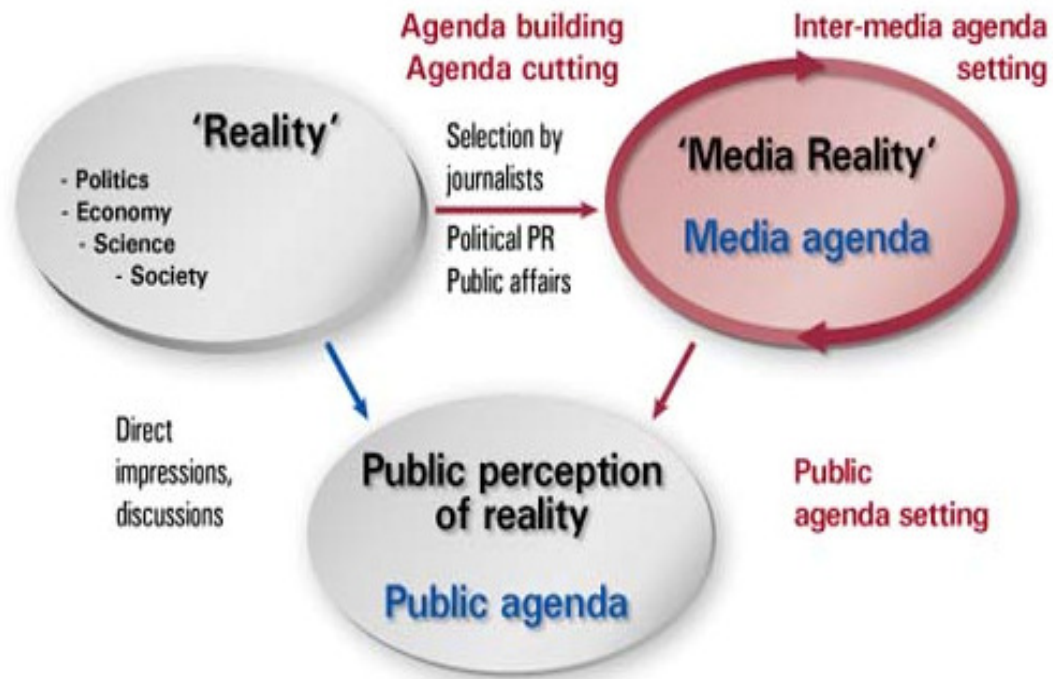 Agenda building
Agenda cutting
Inter-media agenda
setting
'Reality'
- Politics
- Economy
- Science
- Society
Selection by
journalists
Political PR
Public affairs
'Media Reality'
Media agenda
Direct
impressions,
discussions
Public perception
of reality
Public agenda
Public
agenda setting